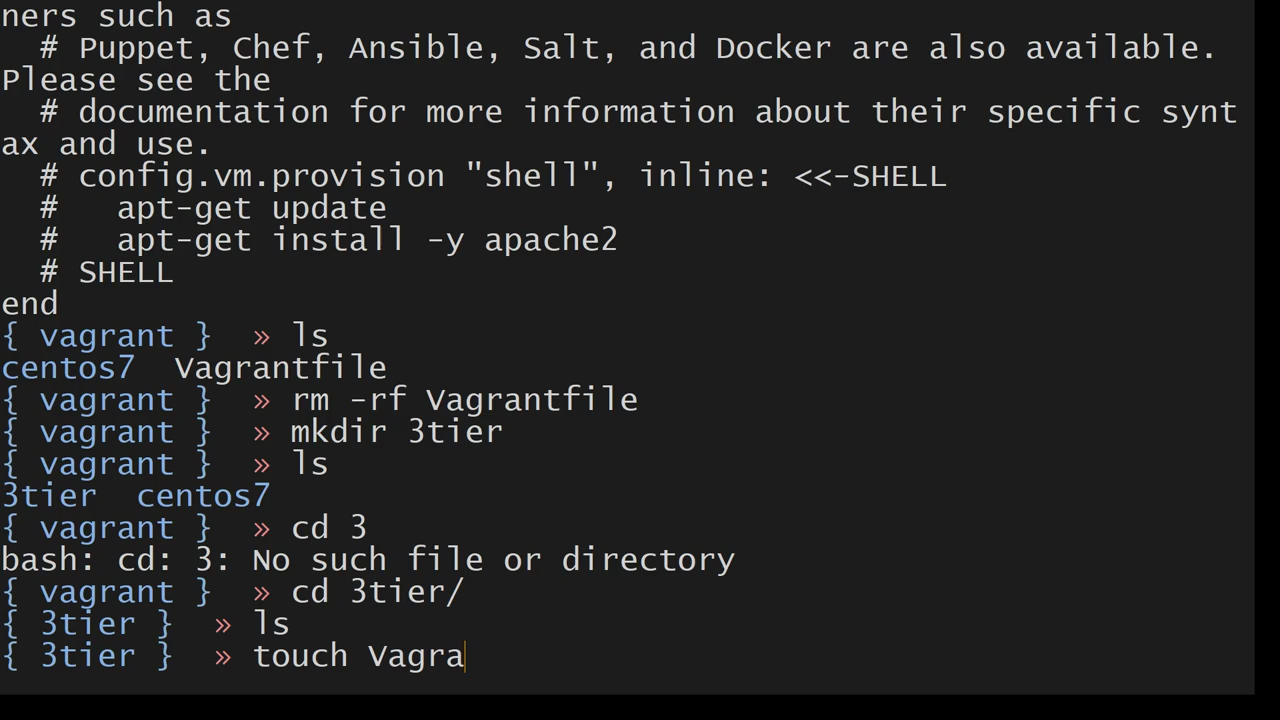 ners such as
  # Puppet, Chef, Ansible, Salt, and Docker are also available.
Please see the
  # documentation for more information about their specific synt
ax and use.
  # config.vm.provision "shell", inline: <<-SHELL
  #   apt-get update
  #   apt-get install -y apache2
  # SHELL
end
{ vagrant }  » ls
centos7  Vagrantfile
{ vagrant }  » rm -rf Vagrantfile
{ vagrant }  » mkdir 3tier
{ vagrant }  » ls
3tier  centos7
{ vagrant }  » cd 3
bash: cd: 3: No such file or directory
{ vagrant }  » cd 3tier/
{ 3tier }  » ls
{ 3tier }  » touch Vagra